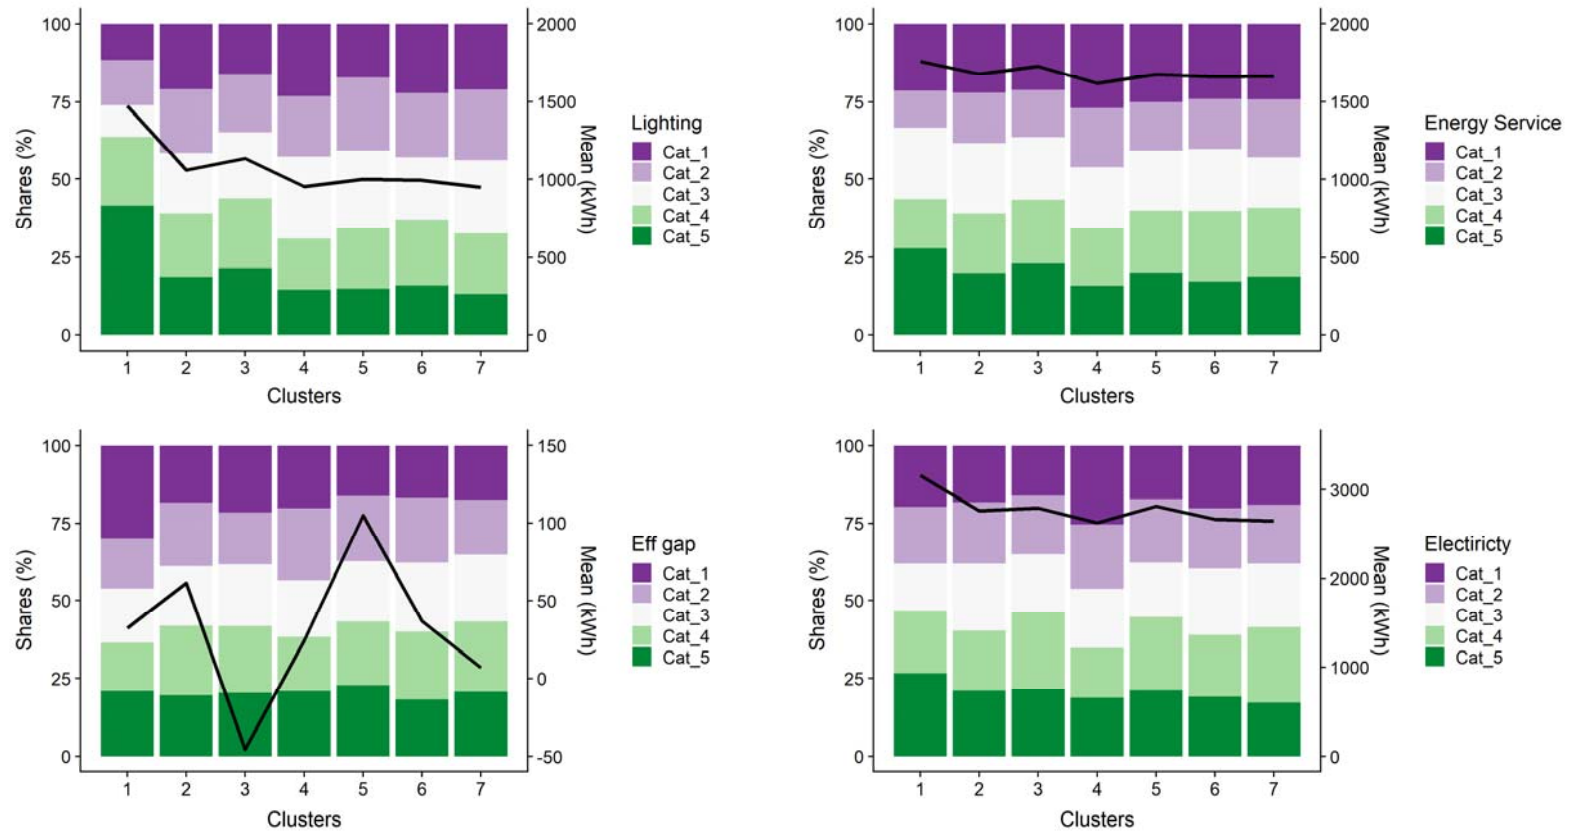 100
75
50
25
0
Shares (%)
2000
1500
1000
500
0
Mean (kWh)
1 2 3 4 5 6 7
Clusters
Lighting
Cat_1
Cat_2
Cat_3
Cat_4
Cat_5
100
75
50
25
0
Shares (%)
2000
1500
1000
500
0
Mean (kWh)
1 2 3 4 5 6 7
Clusters
Energy Service
Cat_1
Cat_2
Cat_3
Cat_4
Cat_5
100
75
50
25
0
Shares (%)
150
100
50
0
-50
Mean (kWh)
1 2 3 4 5 6 7
Clusters
Eff gap
Cat_1
Cat_2
Cat_3
Cat_4
Cat_5
100
75
50
25
0
Shares (%)
3000
2000
1000
0
Mean (kWh)
1 2 3 4 5 6 7
Clusters
Electiricty
Cat_1
Cat_2
Cat_3
Cat_4
Cat_5